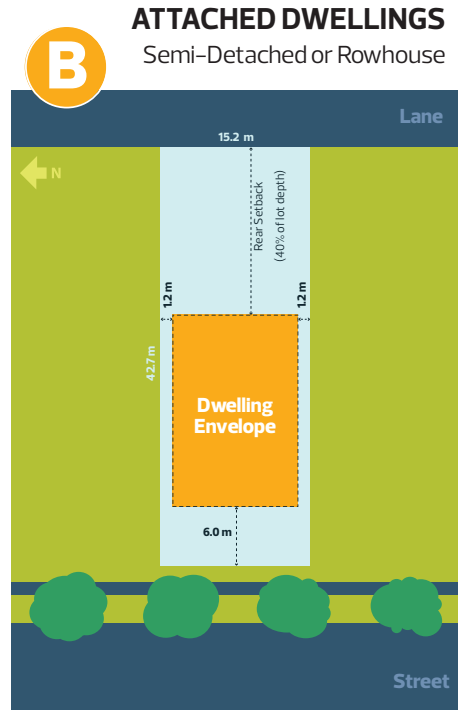 ATTACHED DWELLINGS
Semi-Detached or Rowhouse
B
Lane
15.2 m
N
Rear Setback
(40% of lot depth)
1.2 m
1.2 m
42.7 m
Dwelling
Envelope
6.0 m
Street